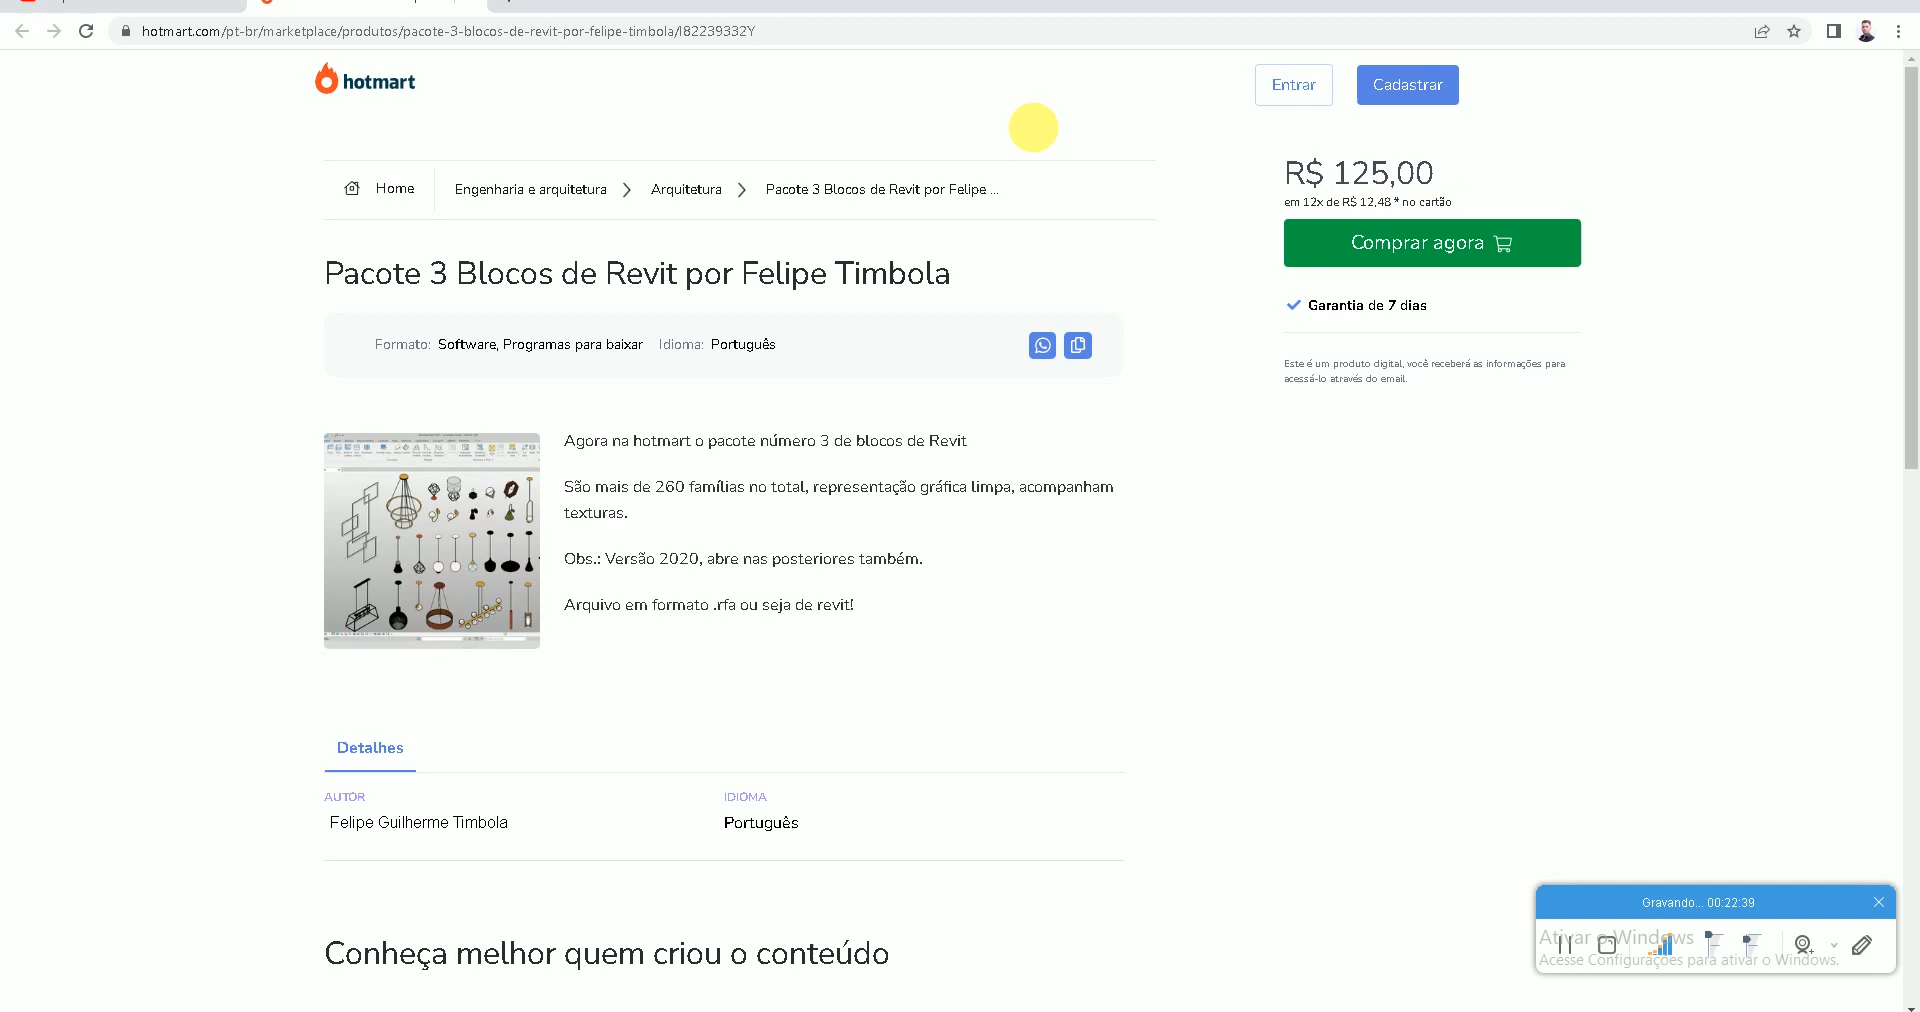 hotmart.com/pt-br/marketplace/produtos/pacote-3-blocos-de-revit-por-felipe-timbola/I82239332Y
hotmart
Entrar
Cadastrar
Home
Engenharia e arquitetura
Arquitetura
Pacote 3 Blocos de Revit por Felipe ...
R$ 125,00
em 12x de R$ 12,48 * no cartão
Comprar agora
Pacote 3 Blocos de Revit por Felipe Timbola
Garantia de 7 dias
Formato: Software, Programas para baixar Idioma: Português
Este é um produto digital, você receberá as informações para
acessá-lo através do email.
Agora na hotmart o pacote número 3 de blocos de Revit
São mais de 260 famílias no total, representação gráfica limpa, acompanham
texturas.
Obs.: Versão 2020, abre nas posteriores também.
Arquivo em formato .rfa ou seja de revit!
Detalhes
AUTOR
Felipe Guilherme Timbola
IDIOMA
Português
Conheça melhor quem criou o conteúdo
Gravando... 00:22:39
Ativar o Windows
Acesse Configurações para ativar o Windows.